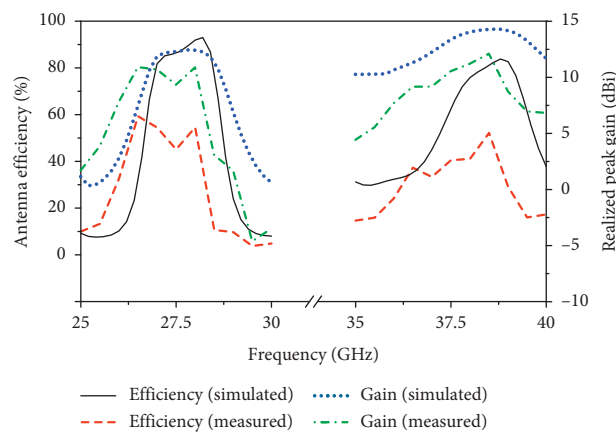 100
80
60
40
20
0
Antenna efficiency (%)
15
10
5
0
−5
−10
Realized peak gain (dBi)
25 27.5 30 35 37.5 40
Frequency (GHz)
Efficiency (simulated) Gain (simulated)
Efficiency (measured) Gain (measured)